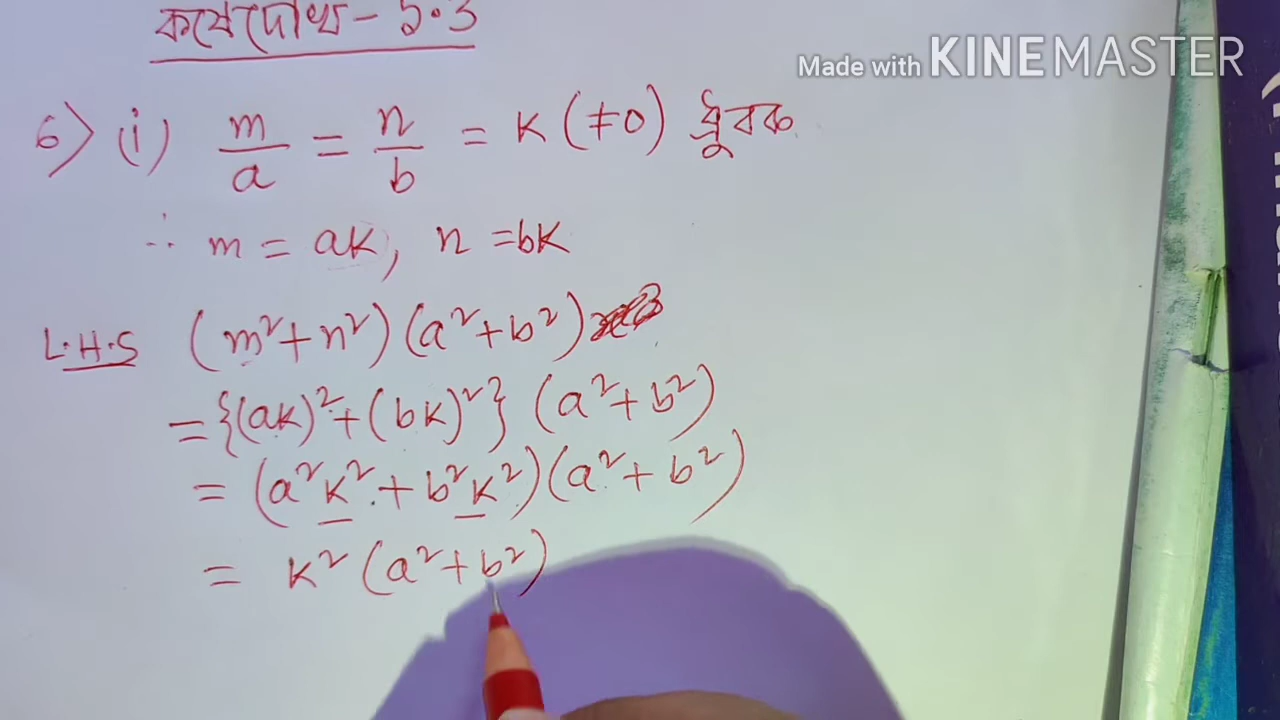 কষে দেখি – 5.3
Made with KINEMASTER
6) (i) m/a = n/b = K (≠0) ধ্রুবক
∴ m = aK, n = bK
L.H.S (m²+n²)(a²+b²)
= {(aK)²+(bK)²} (a²+b²)
= (a²K²+b²K²)(a²+b²)
= K²(a²+b²)